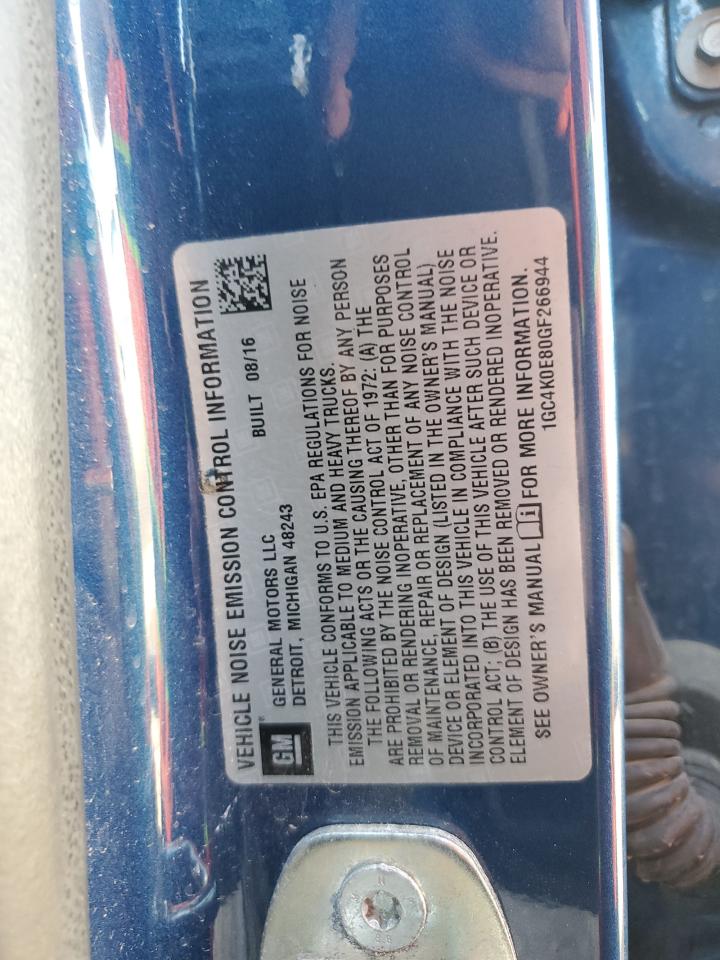 VEHICLE NOISE EMISSION CONTROL INFORMATION
GM
GENERAL MOTORS LLC BUILT 08/16
DETROIT, MICHIGAN 48243
THIS VEHICLE CONFORMS TO U.S. EPA REGULATIONS FOR NOISE
EMISSION APPLICABLE TO MEDIUM AND HEAVY TRUCKS.
THE FOLLOWING ACTS OR THE CAUSING THEREOF BY ANY PERSON
ARE PROHIBITED BY THE NOISE CONTROL ACT OF 1972: (A) THE
REMOVAL OR RENDERING INOPERATIVE, OTHER THAN FOR PURPOSES
OF MAINTENANCE, REPAIR OR REPLACEMENT OF ANY NOISE CONTROL
DEVICE OR ELEMENT OF DESIGN (LISTED IN THE OWNER'S MANUAL)
INCORPORATED INTO THIS VEHICLE IN COMPLIANCE WITH THE NOISE
CONTROL ACT; (B) THE USE OF THIS VEHICLE AFTER SUCH DEVICE OR
ELEMENT OF DESIGN HAS BEEN REMOVED OR RENDERED INOPERATIVE.
SEE OWNER'S MANUAL FOR MORE INFORMATION.
1GC4K0E80GF266944